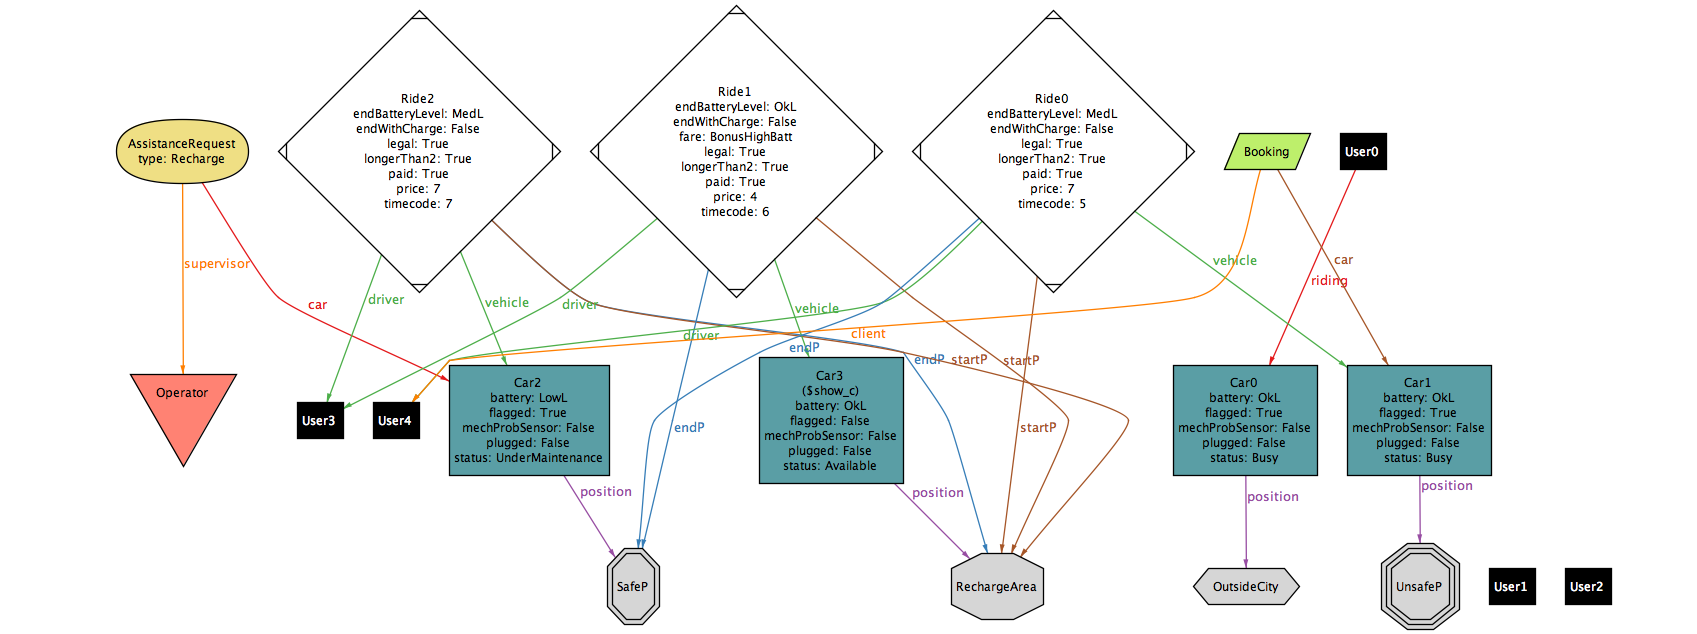 Ride2
endBatteryLevel: MedL
endWithCharge: False
legal: True
longerThan2: True
paid: True
price: 7
timecode: 7
Ride1
endBatteryLevel: OkL
endWithCharge: False
fare: BonusHighBatt
legal: True
longerThan2: True
paid: True
price: 4
timecode: 6
Ride0
endBatteryLevel: MedL
endWithCharge: False
legal: True
longerThan2: True
paid: True
price: 7
timecode: 5
AssistanceRequest
type: Recharge
Booking
User0
supervisor
car
driver
vehicle
driver
vehicle
driver
client
vehicle
car
riding
endP
endP
startP
startP
startP
endP
Operator
User3
User4
Car2
battery: LowL
flagged: True
mechProbSensor: False
plugged: False
status: UnderMaintenance
Car3
($show_c)
battery: OkL
flagged: False
mechProbSensor: False
plugged: False
status: Available
Car0
battery: OkL
flagged: True
mechProbSensor: False
plugged: False
status: Busy
Car1
battery: OkL
flagged: True
mechProbSensor: False
plugged: False
status: Busy
position
position
position
position
SafeP
RechargeArea
OutsideCity
UnsafeP
User1
User2